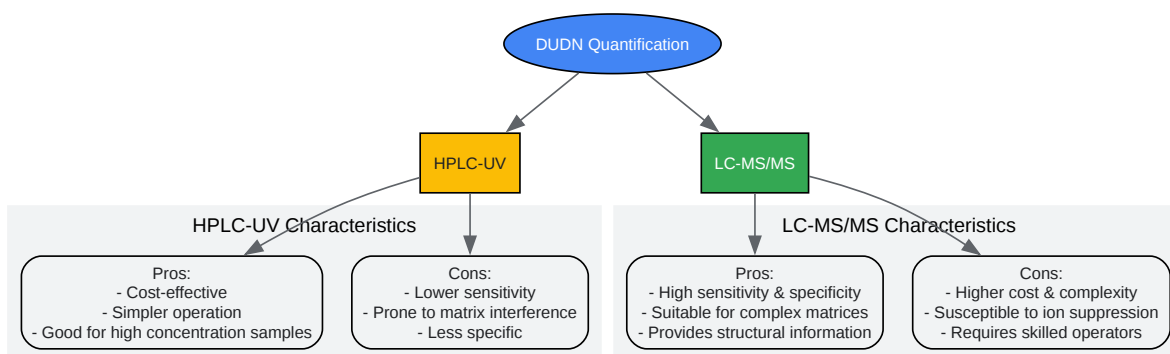 DUDN Quantification
HPLC-UV
LC-MS/MS
HPLC-UV Characteristics
Pros:
- Cost-effective
- Simpler operation
- Good for high concentration samples
Cons:
- Lower sensitivity
- Prone to matrix interference
- Less specific
LC-MS/MS Characteristics
Pros:
- High sensitivity & specificity
- Suitable for complex matrices
- Provides structural information
Cons:
- Higher cost & complexity
- Susceptible to ion suppression
- Requires skilled operators